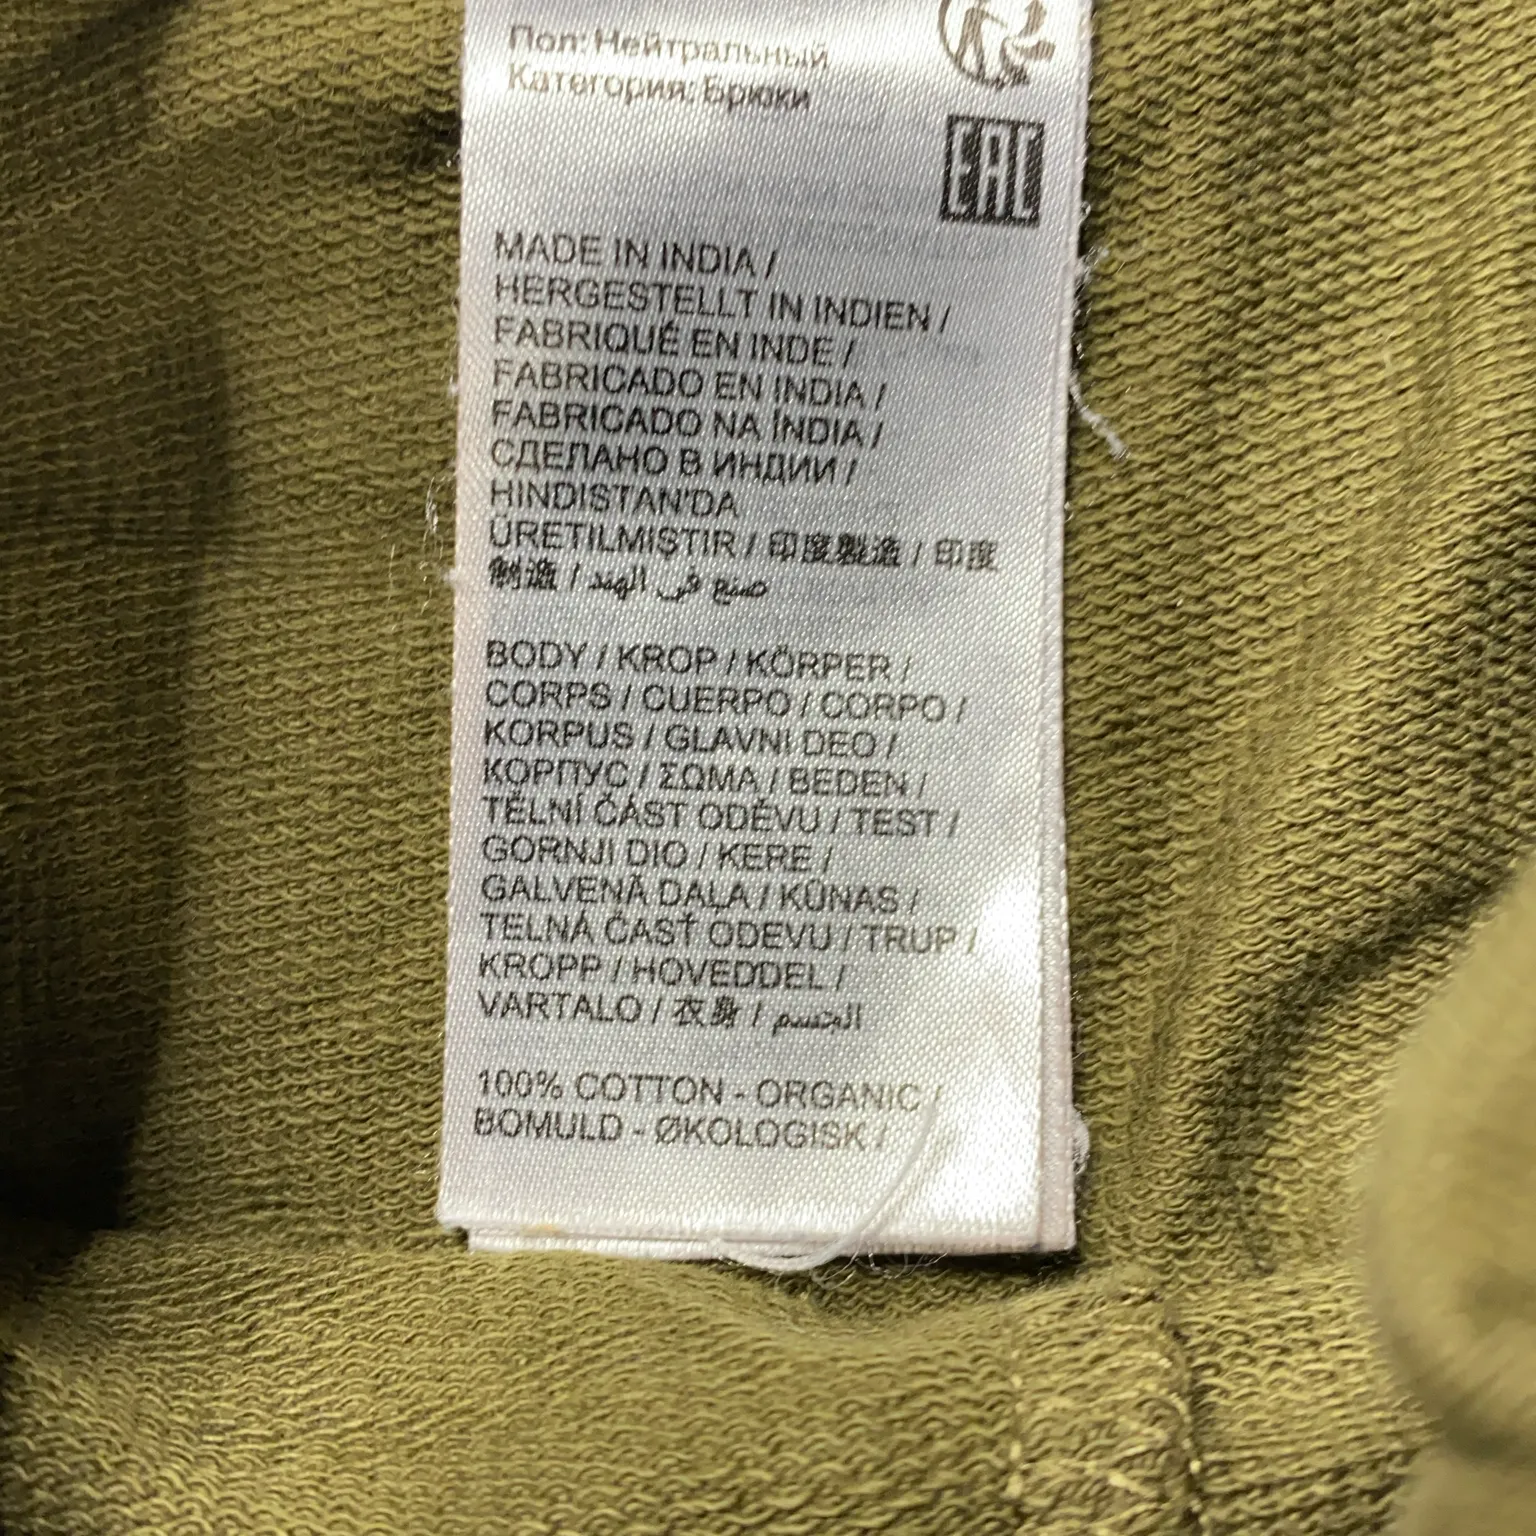 Пол: Нейтральный
Категория: Брюки
EAC
MADE IN INDIA /
HERGESTELLT IN INDIEN /
FABRIQUÉ EN INDE /
FABRICADO EN INDIA /
FABRICADO NA ÍNDIA /
СДЕЛАНО В ИНДИИ /
HINDISTAN'DA
ÜRETILMIŞTIR / 印度製造 / 印度
制造 / صنع في الهند
BODY / KROP / KÖRPER /
CORPS / CUERPO / CORPO /
KORPUS / GLAVNI DEO /
КОРПУС / ΣΩΜΑ / BEDEN /
TĚLNÍ ČÁST ODĚVU / TEST /
GORNJI DIO / KERE /
GALVENĀ DAĻA / KŪNAS /
TELNÁ ČASŤ ODEVU / TRUP /
KROPP / HOVEDDEL /
VARTALO / 衣身 / الجسم
100% COTTON - ORGANIC /
BOMULD - ØKOLOGISK /